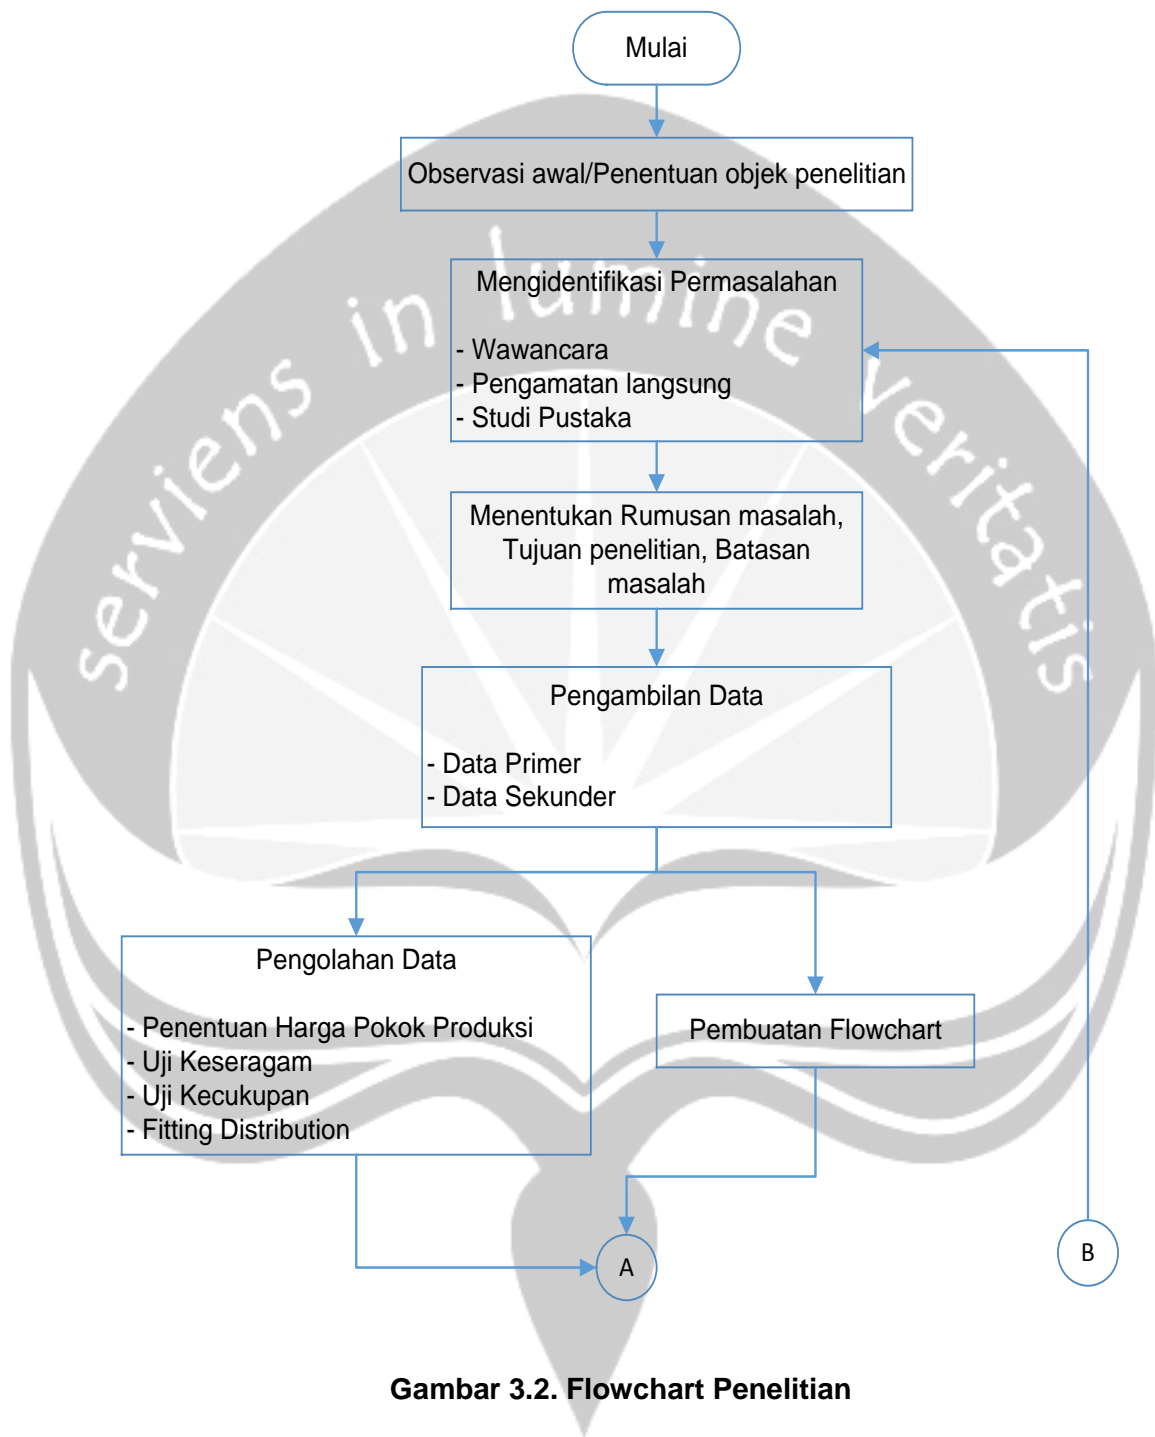 Mulai
Observasi awal/Penentuan objek penelitian
Mengidentifikasi Permasalahan
- Wawancara
- Pengamatan langsung
- Studi Pustaka
Menentukan Rumusan masalah,
Tujuan penelitian, Batasan
masalah
Pengambilan Data
- Data Primer
- Data Sekunder
Pengolahan Data
- Penentuan Harga Pokok Produksi
- Uji Keseragam
- Uji Kecukupan
- Fitting Distribution
Pembuatan Flowchart
A
B
Gambar 3.2. Flowchart Penelitian
serviens in lumine veritatis